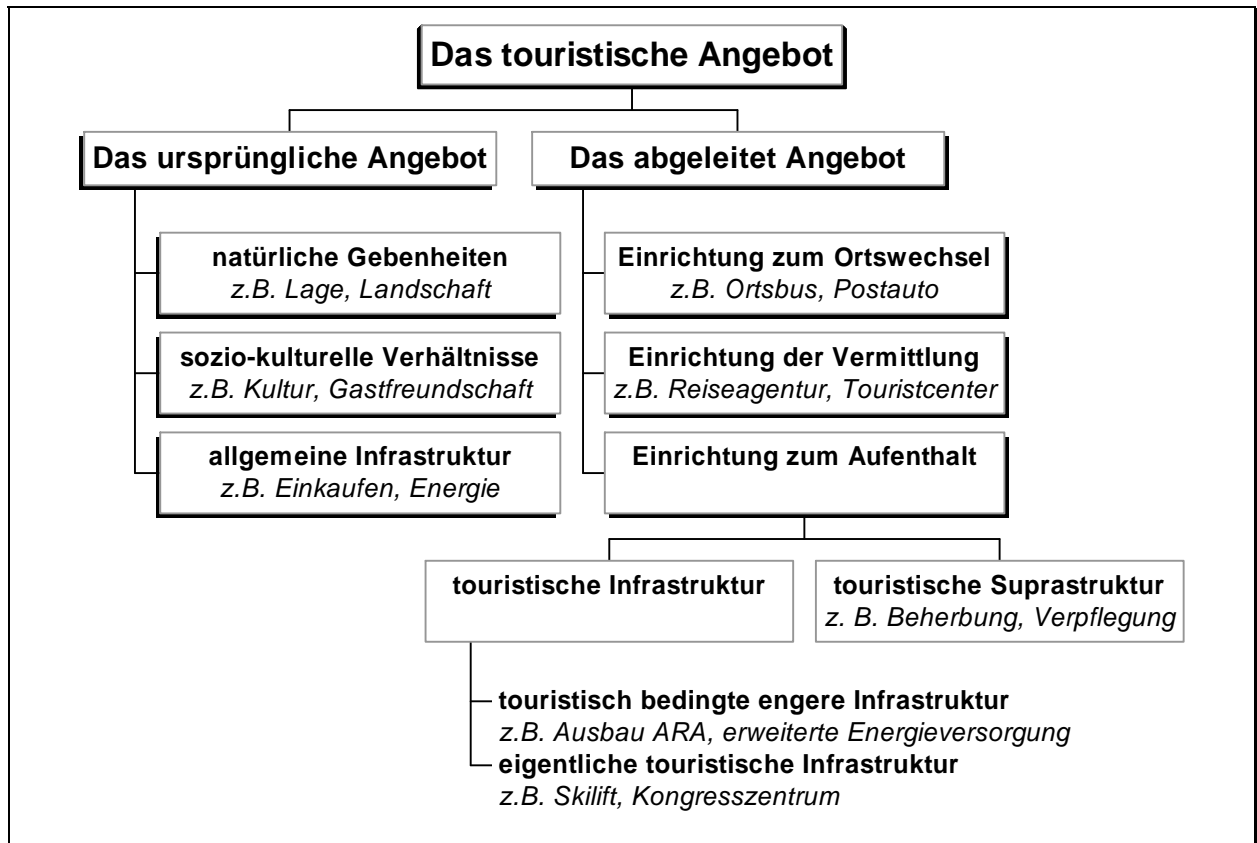 Das touristische Angebot
Das ursprüngliche Angebot
Das abgeleitet Angebot
natürliche Gebenheiten
z.B. Lage, Landschaft
sozio-kulturelle Verhältnisse
z.B. Kultur, Gastfreundschaft
allgemeine Infrastruktur
z.B. Einkaufen, Energie
Einrichtung zum Ortswechsel
z.B. Ortsbus, Postauto
Einrichtung der Vermittlung
z.B. Reiseagentur, Touristcenter
Einrichtung zum Aufenthalt
touristische Infrastruktur
touristische Suprastruktur
z. B. Beherbung, Verpflegung
touristisch bedingte engere Infrastruktur
z.B. Ausbau ARA, erweiterte Energieversorgung
eigentliche touristische Infrastruktur
z.B. Skilift, Kongresszentrum